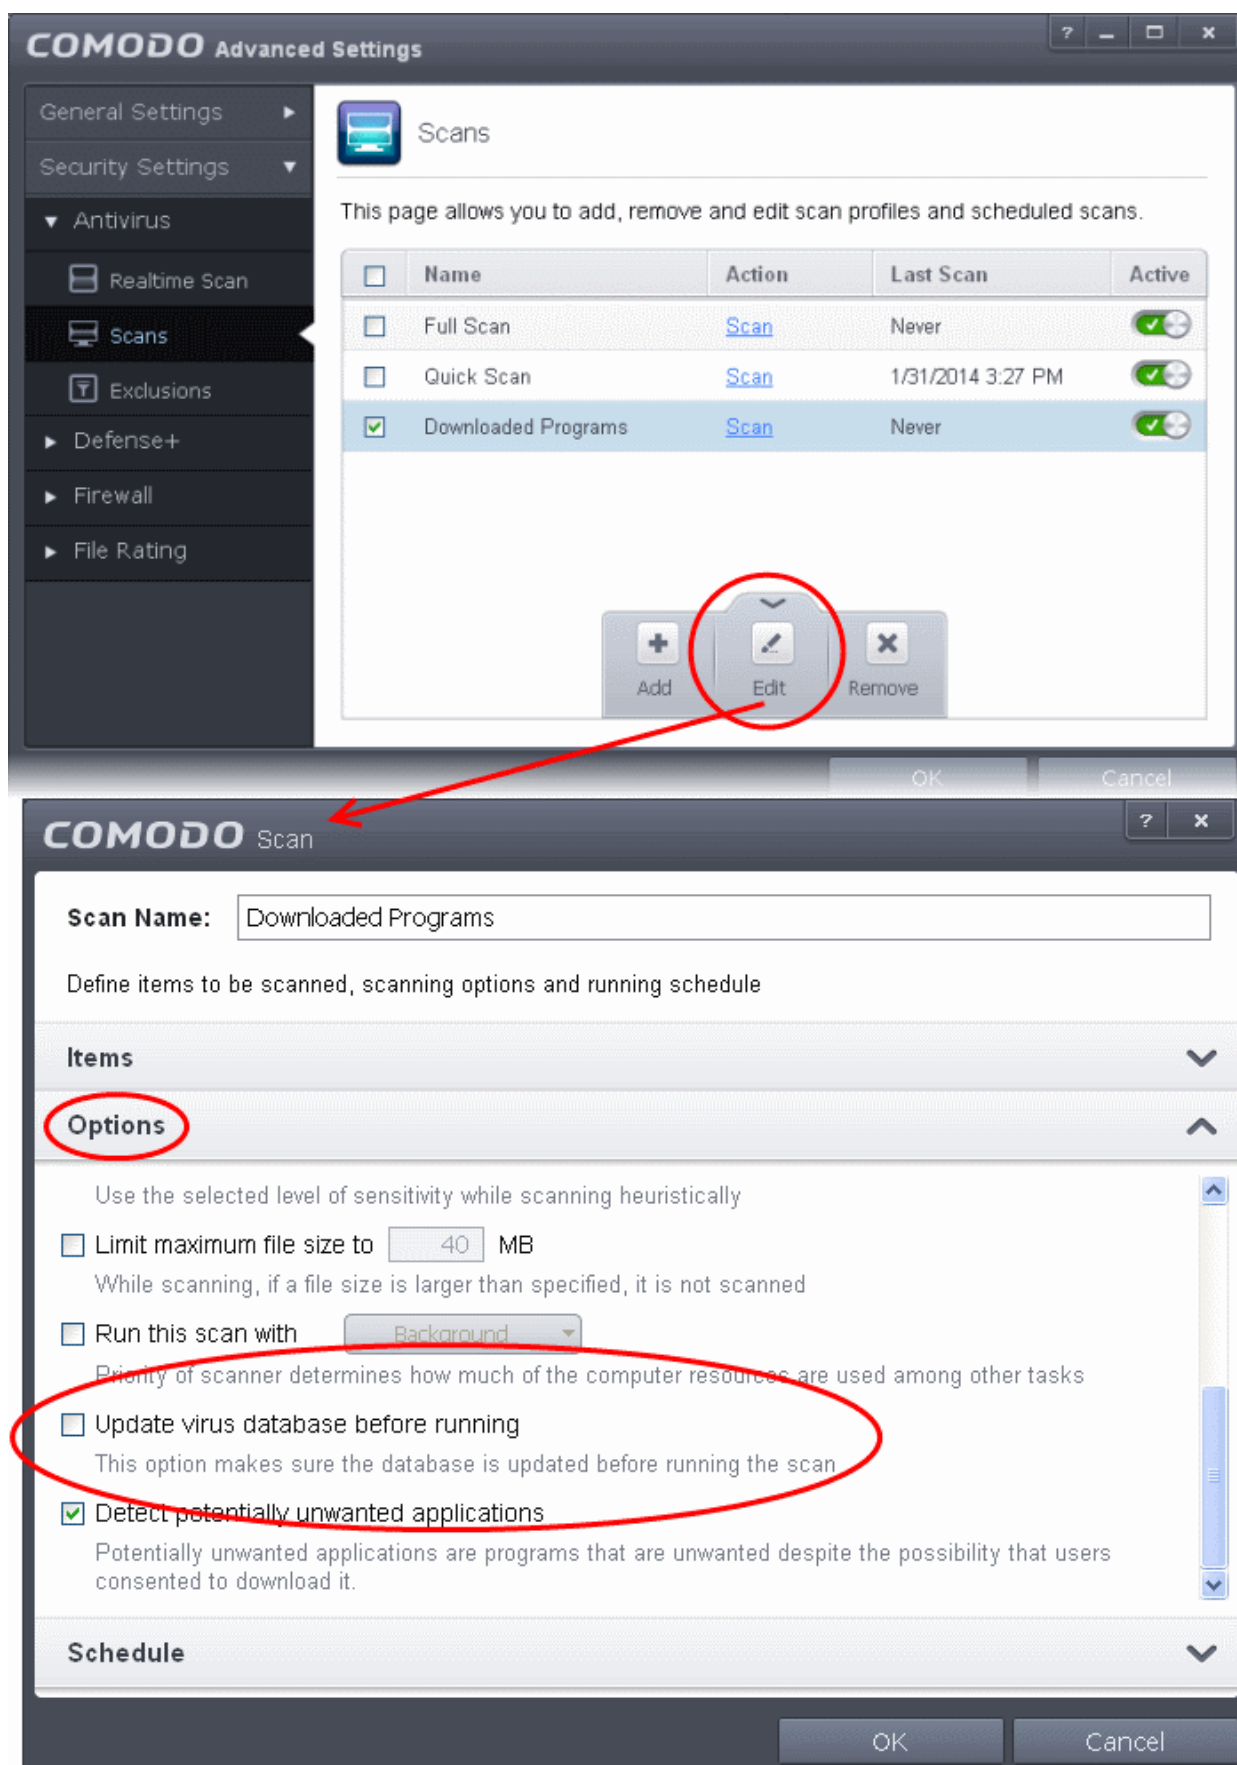 COMODO Advanced Settings
General Settings
Security Settings
Antivirus
Realtime Scan
Scans
Exclusions
Defense+
Firewall
File Rating
Scans
This page allows you to add, remove and edit scan profiles and scheduled scans.
Name Action Last Scan Active
Full Scan Scan Never
Quick Scan Scan 1/31/2014 3:27 PM
Downloaded Programs Scan Never
Add Edit Remove
OK Cancel
COMODO Scan
Scan Name: Downloaded Programs
Define items to be scanned, scanning options and running schedule
Items
Options
Use the selected level of sensitivity while scanning heuristically
Limit maximum file size to 40 MB
While scanning, if a file size is larger than specified, it is not scanned
Run this scan with Background
Priority of scanner determines how much of the computer resources are used among other tasks
Update virus database before running
This option makes sure the database is updated before running the scan
Detect potentially unwanted applications
Potentially unwanted applications are programs that are unwanted despite the possibility that users
consented to download it.
Schedule
OK Cancel